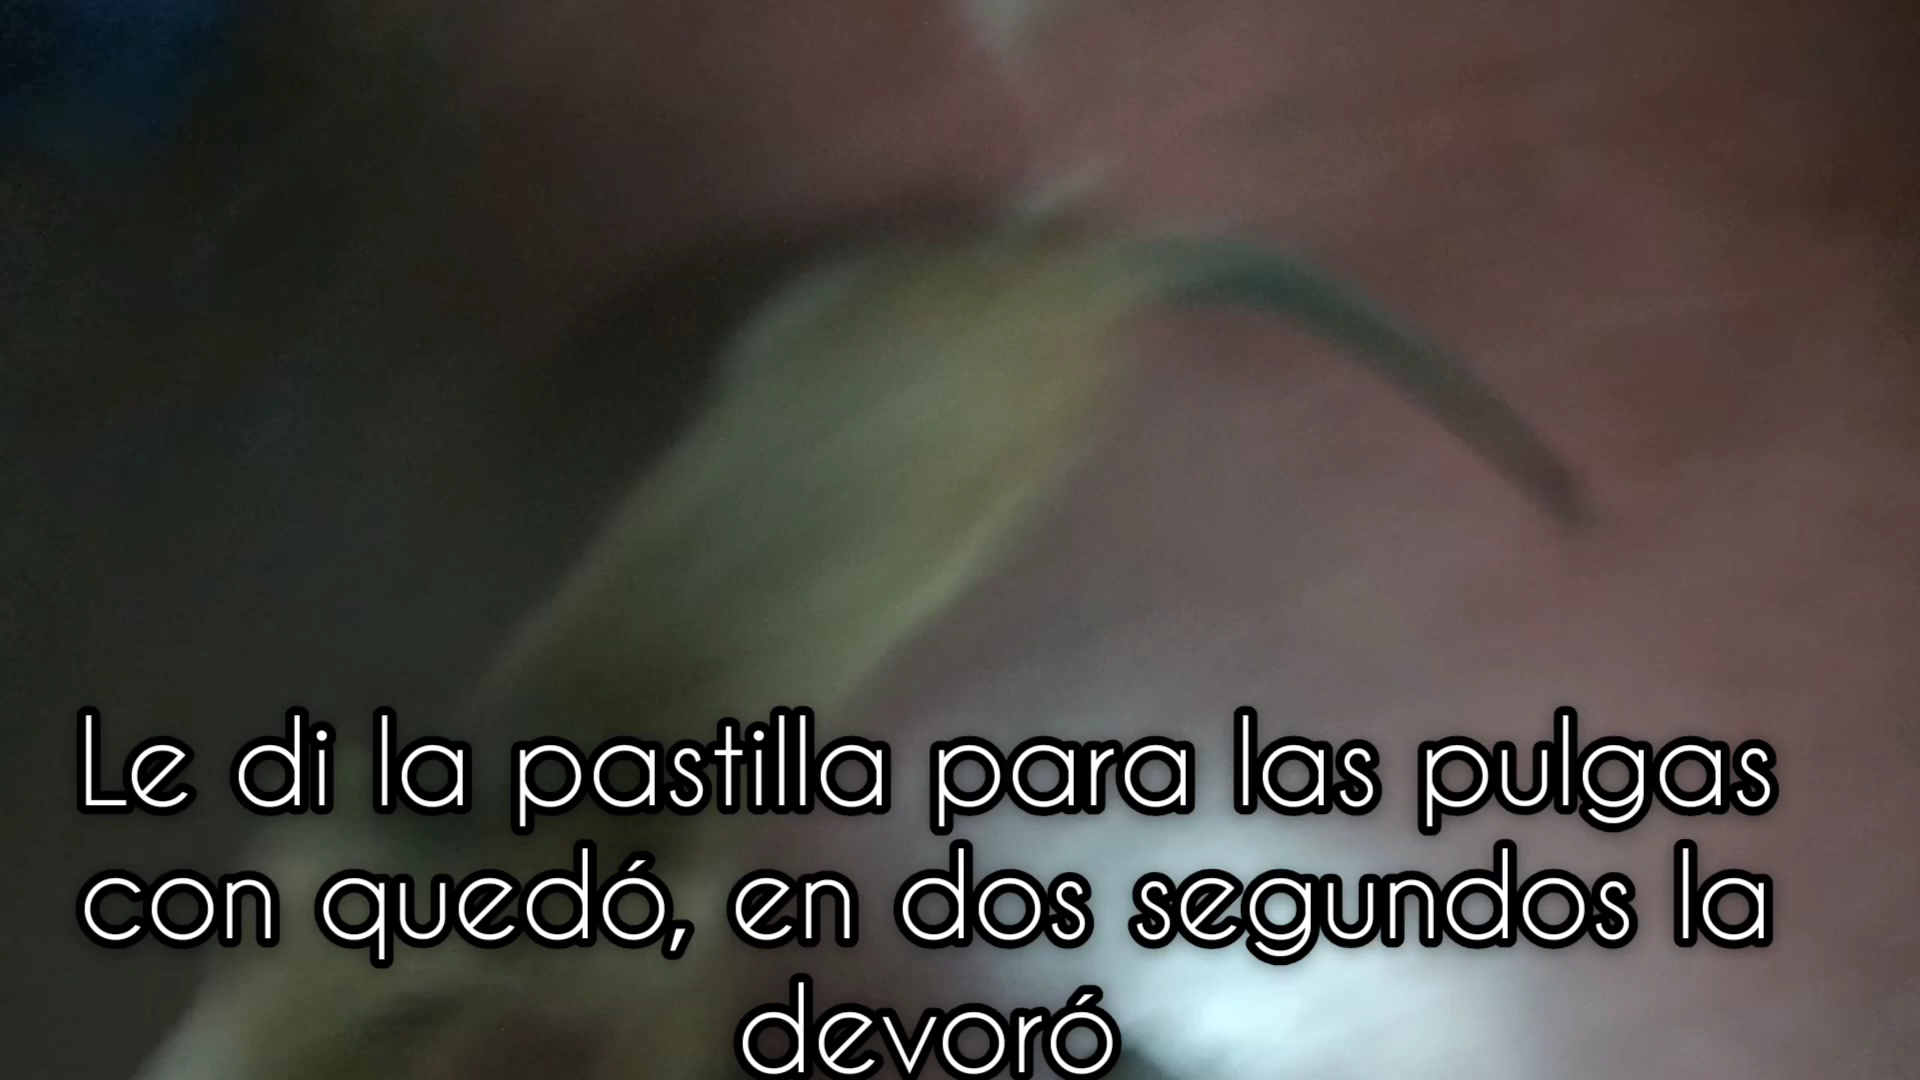 Le di la pastilla para las pulgas
con quedó, en dos segundos la
devoró